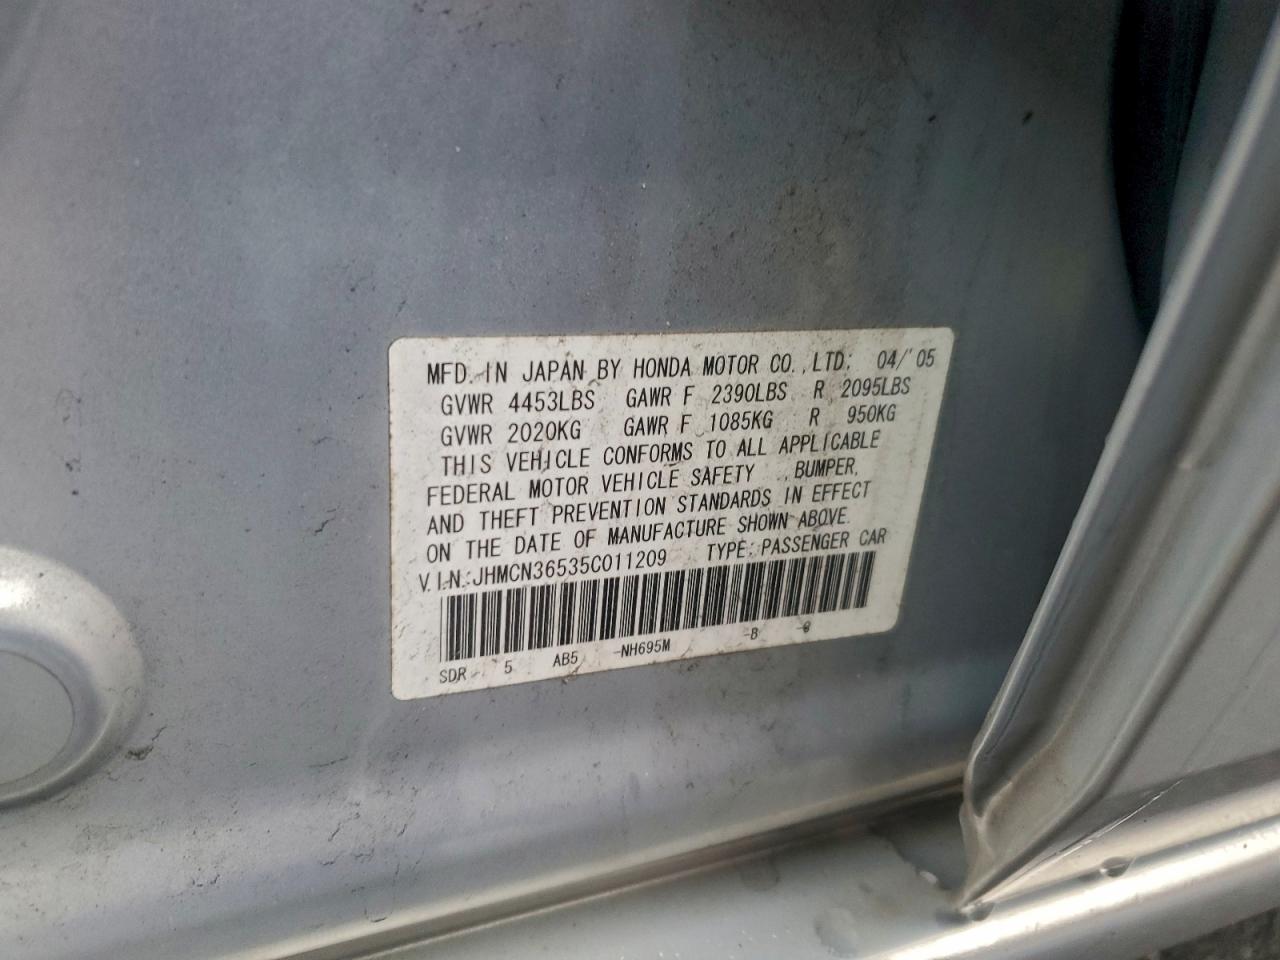 MFD. IN JAPAN BY HONDA MOTOR CO., LTD. 04/'05
GVWR 4453LBS GAWR F 2390LBS R 2095LBS
GVWR 2020KG GAWR F 1085KG R 950KG
THIS VEHICLE CONFORMS TO ALL APPLICABLE
FEDERAL MOTOR VEHICLE SAFETY , BUMPER,
AND THEFT PREVENTION STANDARDS IN EFFECT
ON THE DATE OF MANUFACTURE SHOWN ABOVE.
V.I.N.:JHMCN36535C011209 TYPE: PASSENGER CAR
SDR 5 AB5 -NH695M -B